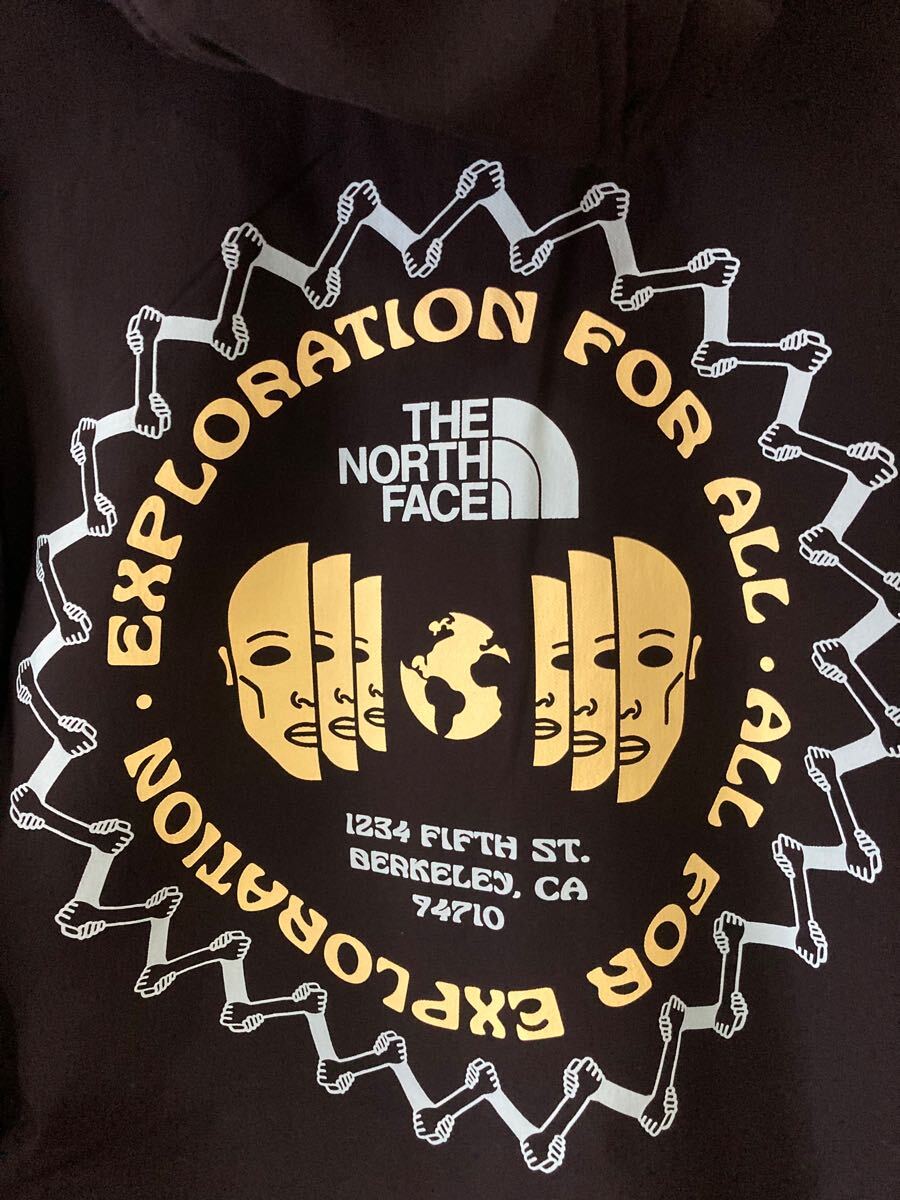 EXPLORATION FOR ALL · ALL FOR EXPLORATION ·
THE
NORTH
FACE
1234 FIFTH ST.
BERKELEY, CA
94710